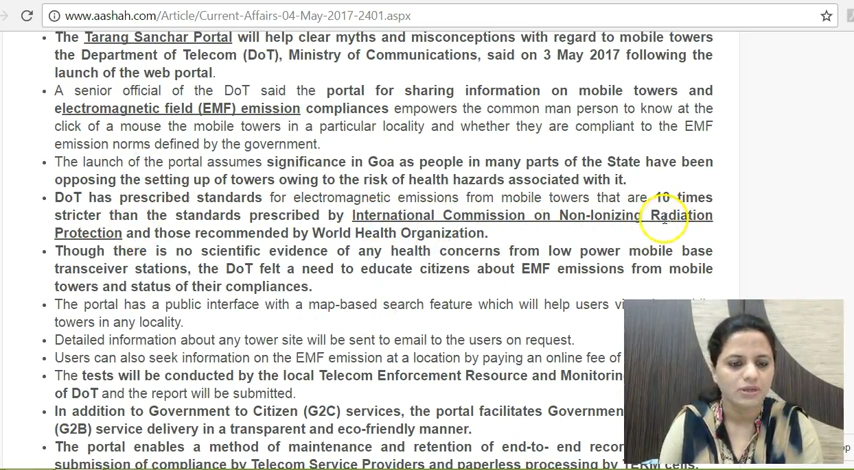 www.aashah.com/Article/Current-Affairs-04-May-2017-2401.aspx
• The Tarang Sanchar Portal will help clear myths and misconceptions with regard to mobile towers
the Department of Telecom (DoT), Ministry of Communications, said on 3 May 2017 following the
launch of the web portal.
• A senior official of the DoT said the portal for sharing information on mobile towers and
electromagnetic field (EMF) emission compliances empowers the common man person to know at the
click of a mouse the mobile towers in a particular locality and whether they are compliant to the EMF
emission norms defined by the government.
• The launch of the portal assumes significance in Goa as people in many parts of the State have been
opposing the setting up of towers owing to the risk of health hazards associated with it.
• DoT has prescribed standards for electromagnetic emissions from mobile towers that are 10 times
stricter than the standards prescribed by International Commission on Non-Ionizing Radiation
Protection and those recommended by World Health Organization.
• Though there is no scientific evidence of any health concerns from low power mobile base
transceiver stations, the DoT felt a need to educate citizens about EMF emissions from mobile
towers and status of their compliances.
• The portal has a public interface with a map-based search feature which will help users
towers in any locality.
• Detailed information about any tower site will be sent to email to the users on request.
• Users can also seek information on the EMF emission at a location by paying an online fee of
• The tests will be conducted by the local Telecom Enforcement Resource and Monitoring
of DoT and the report will be submitted.
• In addition to Government to Citizen (G2C) services, the portal facilitates
(G2B) service delivery in a transparent and eco-friendly manner.
• The portal enables a method of maintenance and retention of end-to- end
submission of compliance by Telecom Service Providers and paperless processing by TERM cells.